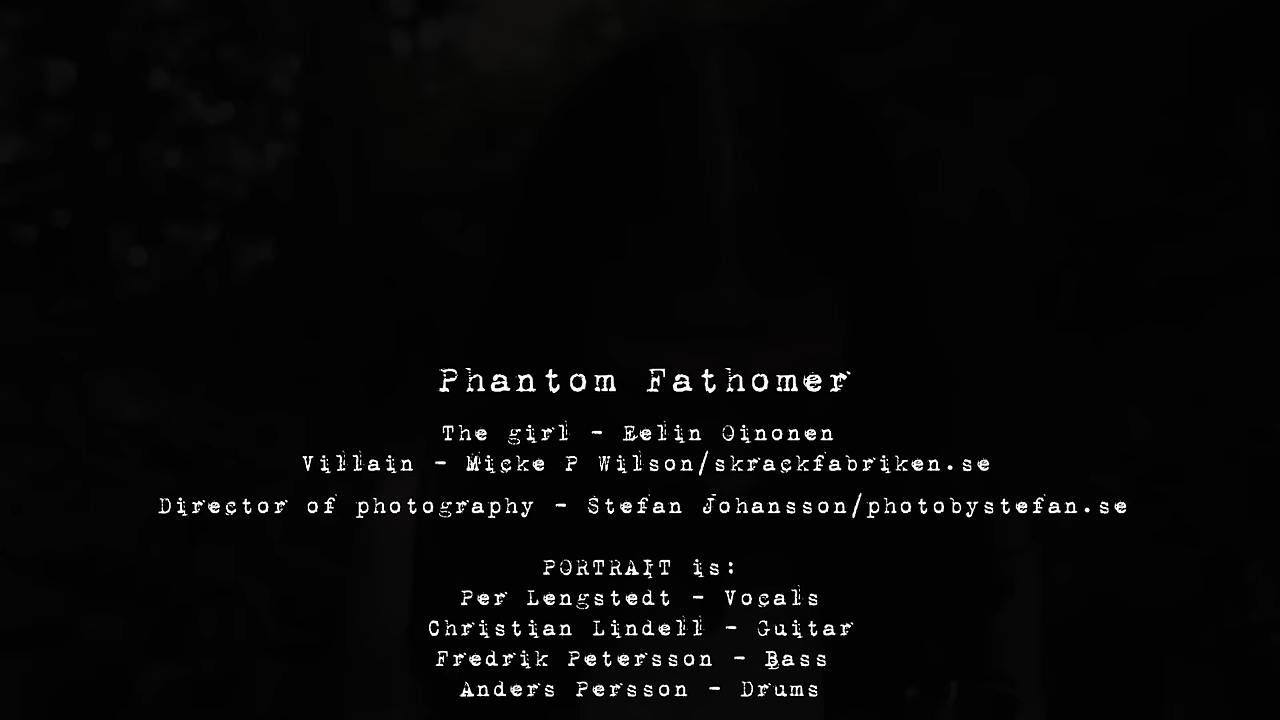 Phantom Fathomer
The girl - Eelin Oinonen
Villain - Micke P Wilson/skrackfabriken.se
Director of photography - Stefan Johansson/photobystefan.se
PORTRAIT is:
Per Lengstedt - Vocals
Christian Lindell - Guitar
Fredrik Petersson - Bass
Anders Persson - Drums